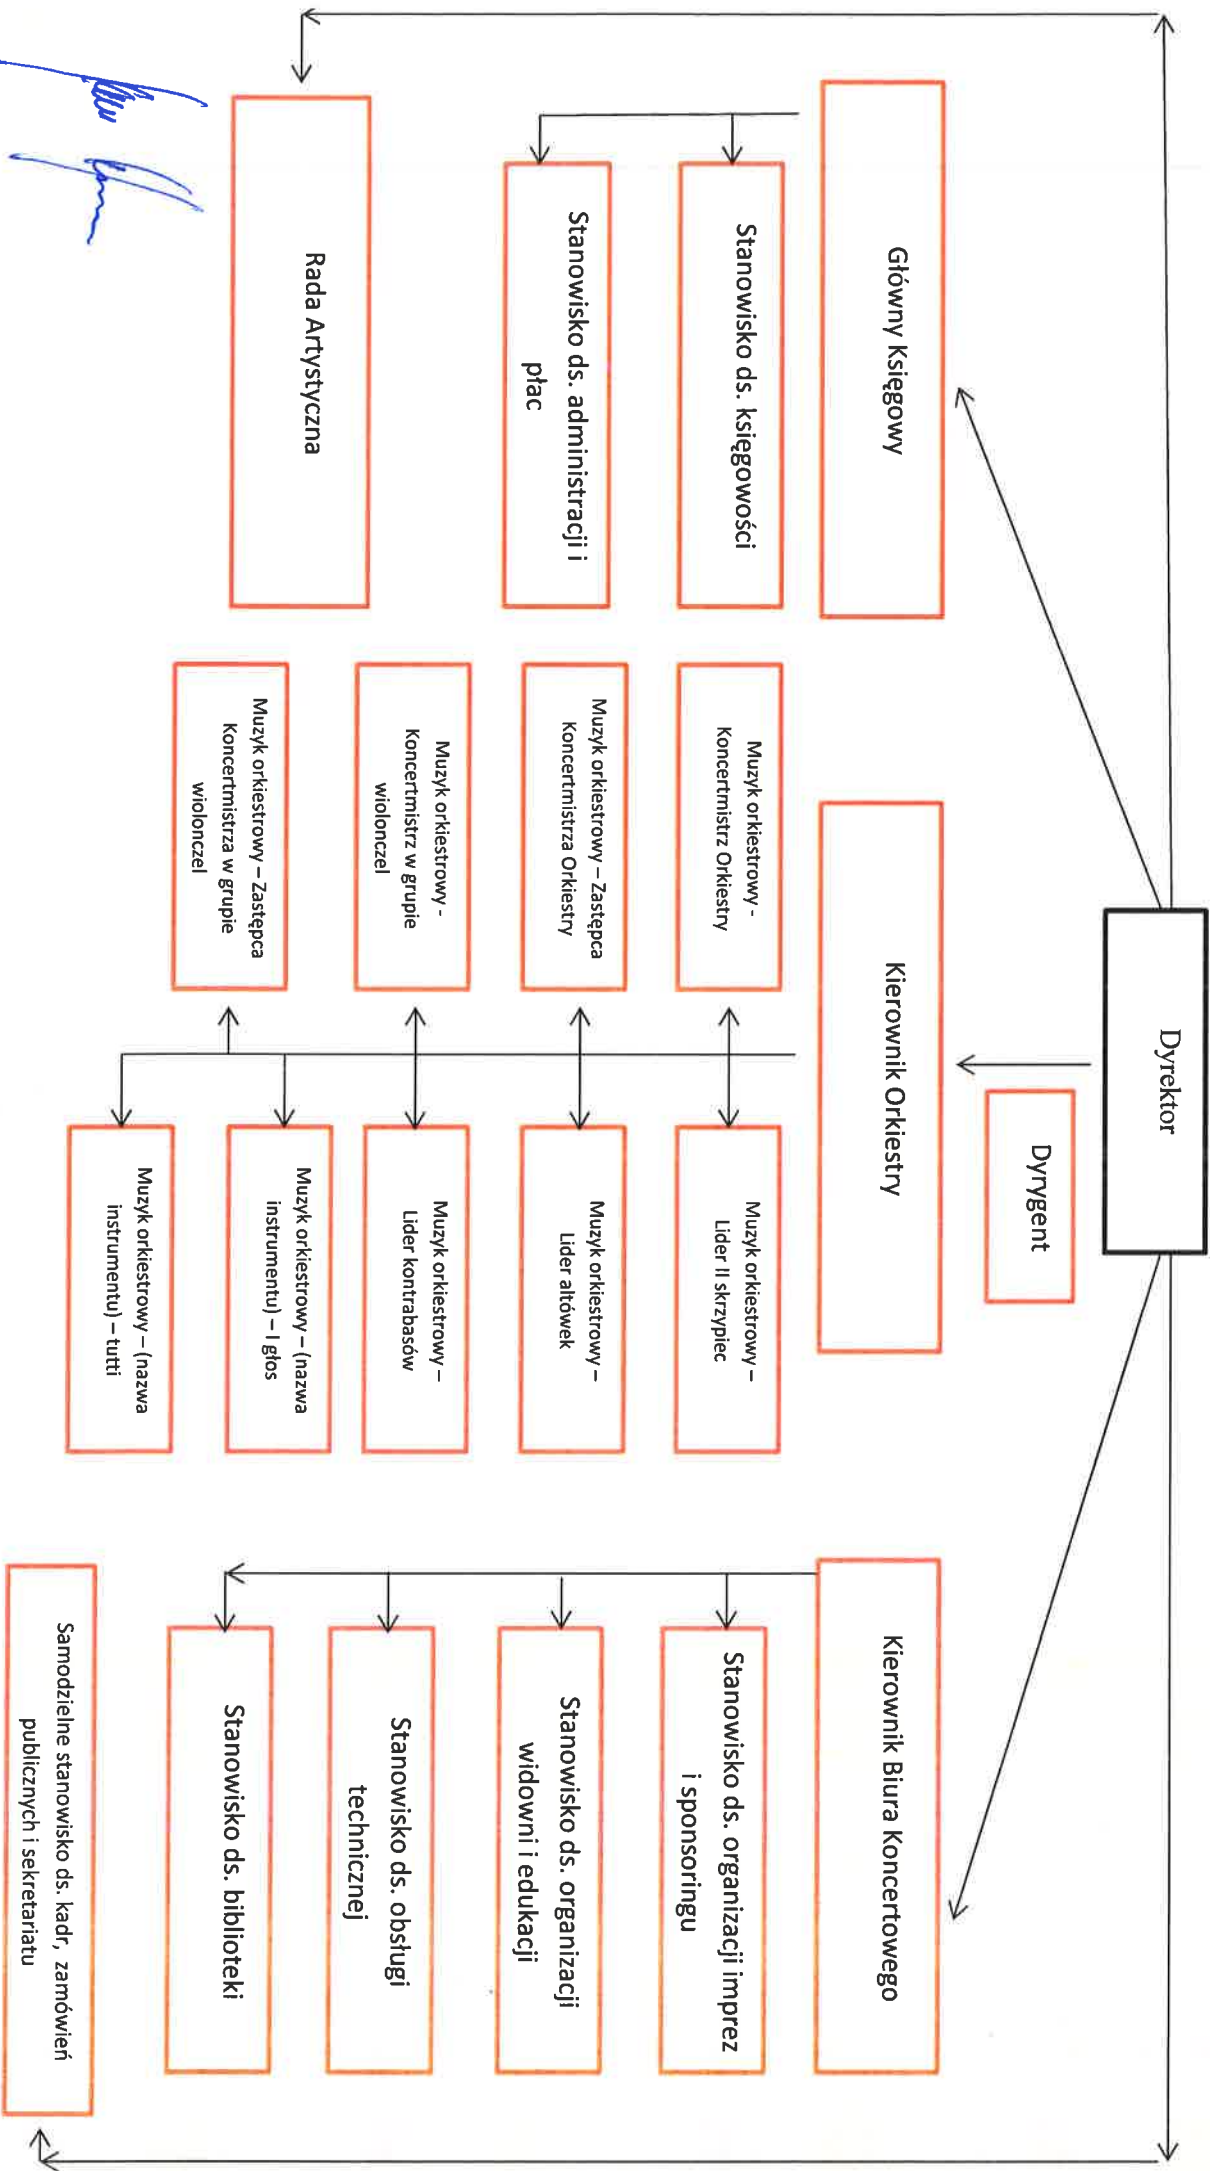 Dyrektor
Dyrygent
Główny Księgowy
Kierownik Orkiestry
Kierownik Biura Koncertowego
Stanowisko ds. księgowości
Stanowisko ds. administracji i
płac
Rada Artystyczna
Muzyk orkiestrowy -
Koncertmistrz Orkiestry
Muzyk orkiestrowy – Zastępca
Koncertmistrza Orkiestry
Muzyk orkiestrowy -
Koncertmistrz w grupie
wiolonczel
Muzyk orkiestrowy – Zastępca
Koncertmistrza w grupie
wiolonczel
Muzyk orkiestrowy –
Lider II skrzypiec
Muzyk orkiestrowy –
Lider altówek
Muzyk orkiestrowy –
Lider kontrabasów
Muzyk orkiestrowy – (nazwa
instrumentu) – I głos
Muzyk orkiestrowy – (nazwa
instrumentu) – tutti
Stanowisko ds. organizacji imprez
i sponsoringu
Stanowisko ds. organizacji
widowni i edukacji
Stanowisko ds. obsługi
technicznej
Stanowisko ds. biblioteki
Samodzielne stanowisko ds. kadr, zamówień
publicznych i sekretariatu